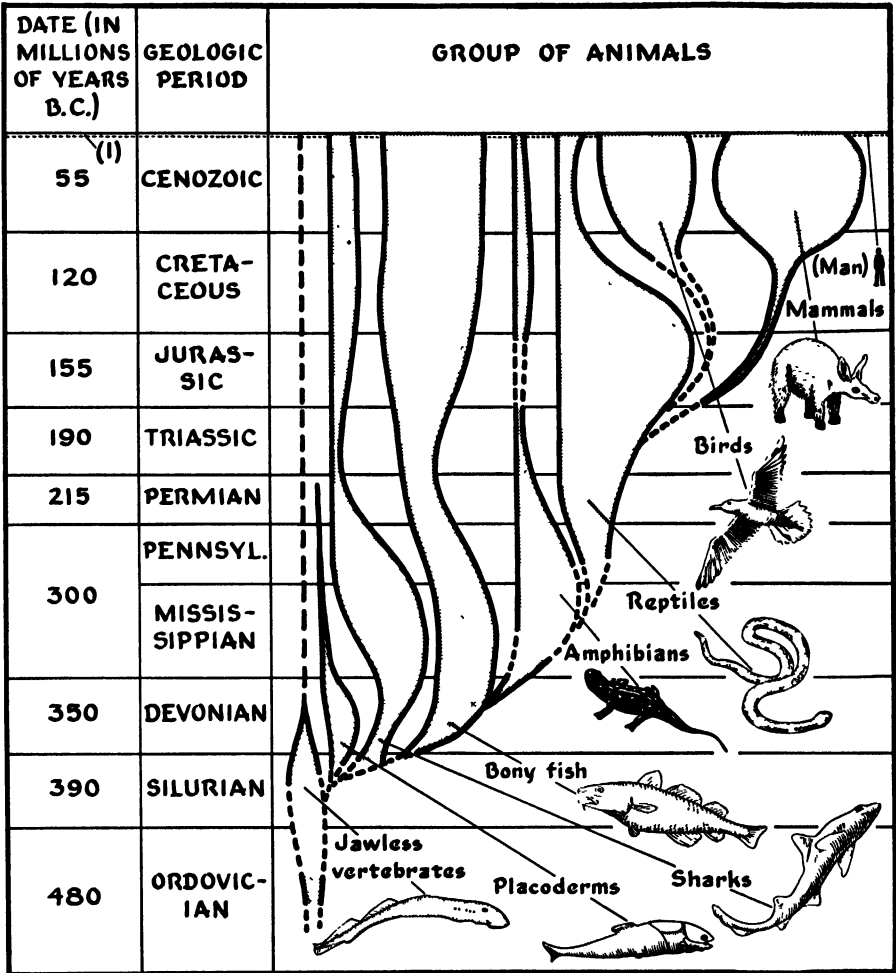 DATE (IN
MILLIONS
OF YEARS
B.C.)
GEOLOGIC
PERIOD
GROUP OF ANIMALS
(1)
55
CENOZOIC
120
CRETA-
CEOUS
(Man)
Mammals
155
JURAS-
SIC
190
TRIASSIC
Birds
215
PERMIAN
PENNSYL.
300
Reptiles
MISSIS-
SIPPIAN
Amphibians
350
DEVONIAN
Bony fish
390
SILURIAN
Jawless
vertebrates
Placoderms
Sharks
480
ORDOVIC-
IAN